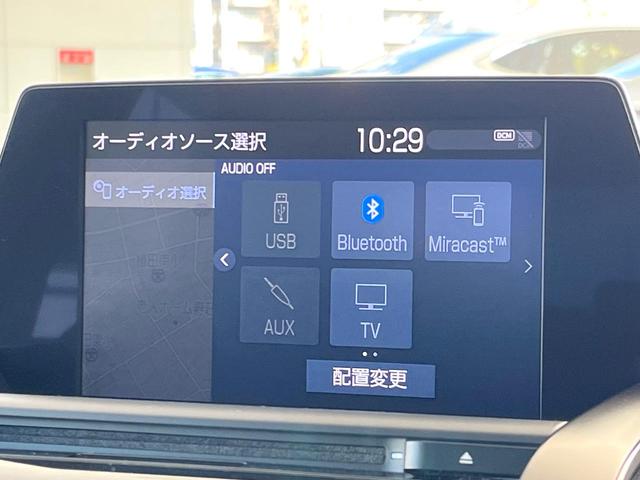 オーディオソース選択
10:29
DCM
オーディオ選択
AUDIO OFF
USB
Bluetooth
Miracast™
AUX
TV
配置変更